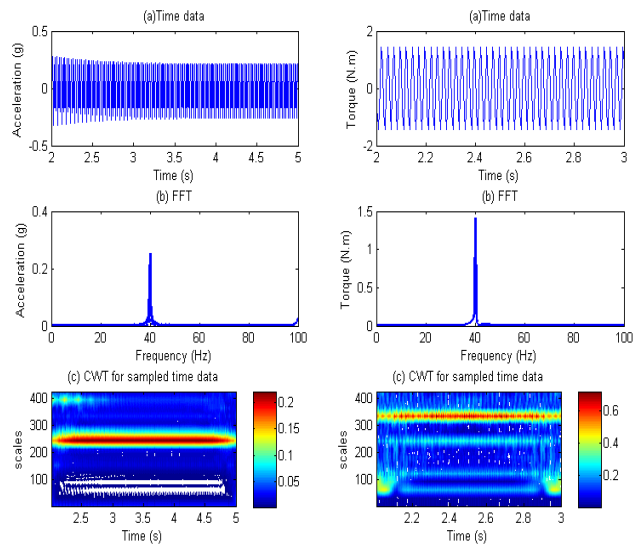 (a)Time data
Acceleration (g)
0.5
0
-0.5
2 2.5 3 3.5 4 4.5 5
Time (s)
(a)Time data
Torque (N.m)
2
0
-2
2 2.2 2.4 2.6 2.8 3
Time (s)
(b) FFT
Acceleration (g)
0.4
0.2
0
0 20 40 60 80 100
Frequency (Hz)
(b) FFT
Torque (N.m)
1.5
1
0.5
0
0 20 40 60 80 100
Frequency (Hz)
(c) CWT for sampled time data
scales
400
300
200
100
2.5 3 3.5 4 4.5 5
Time (s)
0.2
0.15
0.1
0.05
(c) CWT for sampled time data
scales
400
300
200
100
2.2 2.4 2.6 2.8 3
Time (s)
0.6
0.4
0.2